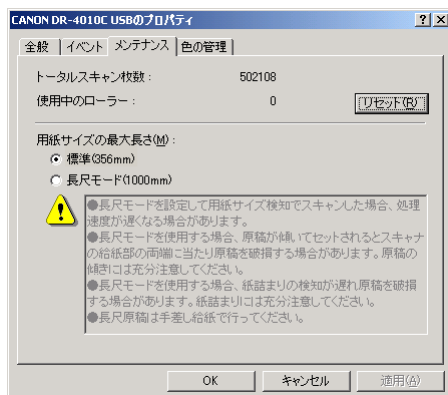 CANON DR-4010C USBのプロパティ
全般 イベント メンテナンス 色の管理
トータルスキャン枚数: 502108
使用中のローラー: 0 リセット(R)
用紙サイズの最大長さ(M):
標準(356mm)
長尺モード(1000mm)
●長尺モードを設定して用紙サイズ検知でスキャンした場合、処理
速度が遅くなる場合があります。
●長尺モードを使用する場合、原稿が傾いてセットされるとスキャナ
の給紙部の両端に当たり原稿を破損する場合があります。原稿の
傾きには充分注意してください。
●長尺モードを使用する場合、紙詰まりの検知が遅れ原稿を破損
する場合があります。紙詰まりには充分注意してください。
●長尺原稿は手差し給紙で行ってください。
OK キャンセル 適用(A)